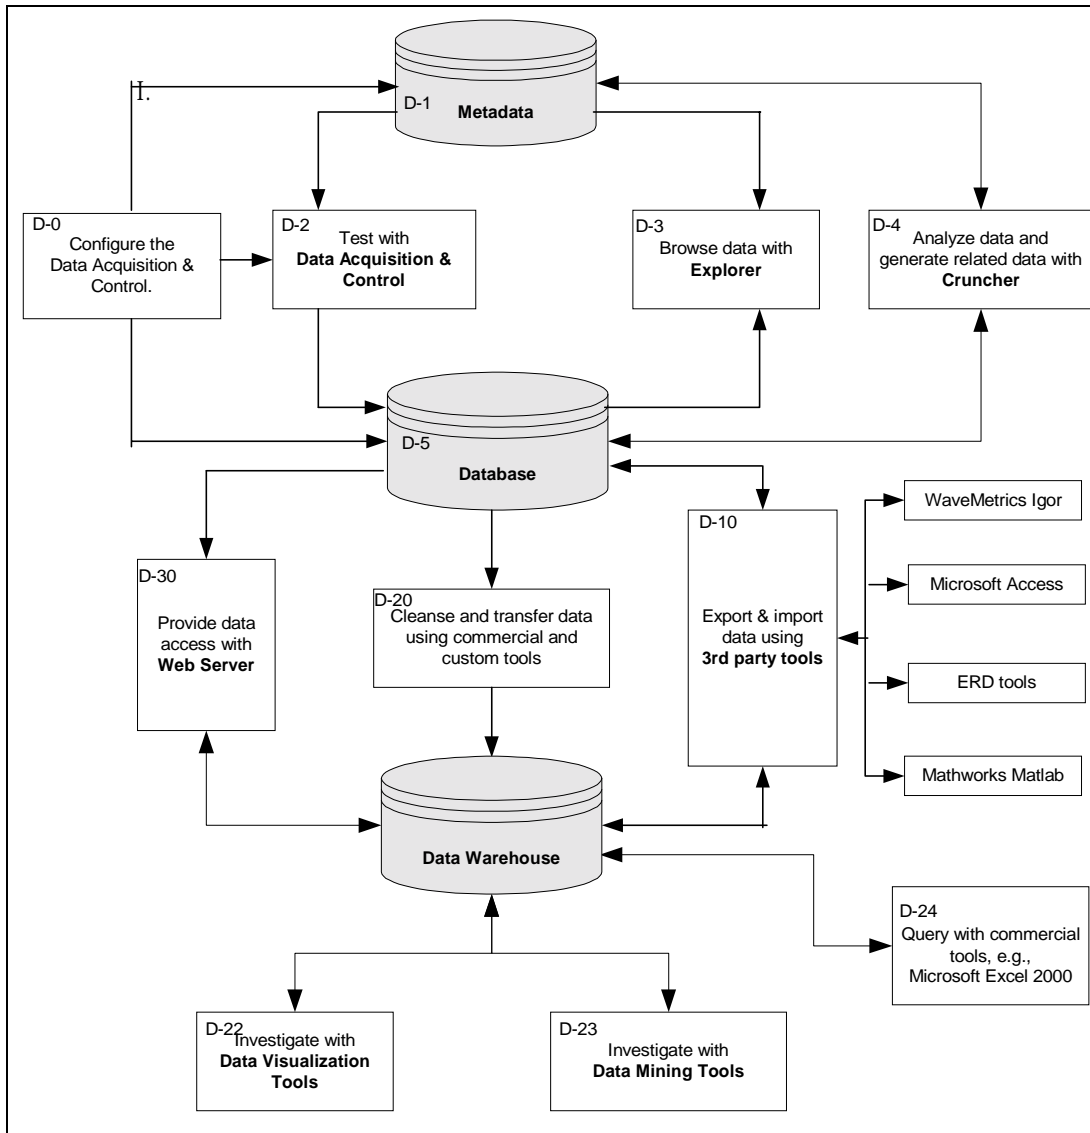 I.
D-1
Metadata
D-0
Configure the
Data Acquisition &
Control.
D-2
Test with
Data Acquisition &
Control
D-3
Browse data with
Explorer
D-4
Analyze data and
generate related data with
Cruncher
D-5
Database
D-30
Provide data
access with
Web Server
D-20
Cleanse and transfer data
using commercial and
custom tools
D-10
Export & import
data using
3rd party tools
WaveMetrics Igor
Microsoft Access
ERD tools
Mathworks Matlab
Data Warehouse
D-24
Query with commercial
tools, e.g.,
Microsoft Excel 2000
D-22
Investigate with
Data Visualization
Tools
D-23
Investigate with
Data Mining Tools